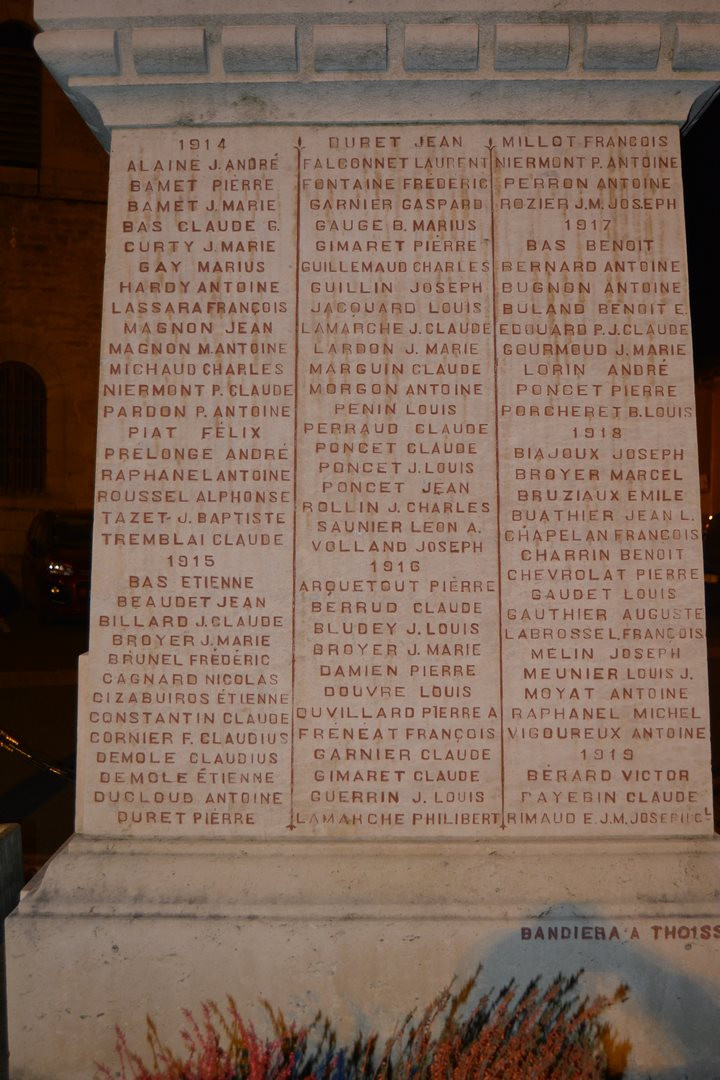 1914
ALAINE J. ANDRÉ
BAMET PIERRE
BAMET J. MARIE
BAS CLAUDE G.
CURTY J. MARIE
GAY MARIUS
HARDY ANTOINE
LASSARA FRANÇOIS
MAGNON JEAN
MAGNON M. ANTOINE
MICHAUD CHARLES
NIERMONT P. CLAUDE
PARDON P. ANTOINE
PIAT FÉLIX
PRÉLONGE ANDRÉ
RAPHANEL ANTOINE
ROUSSEL ALPHONSE
TAZET J. BAPTISTE
TREMBLAI CLAUDE
1915
BAS ETIENNE
BEAUDET JEAN
BILLARD J. CLAUDE
BROYER J. MARIE
BRUNEL FRÉDÉRIC
CAGNARD NICOLAS
CIZABUIROS ÉTIENNE
CONSTANTIN CLAUDE
CORNIER F. CLAUDIUS
DEMOLE CLAUDIUS
DEMOLE ÉTIENNE
DUCLOUD ANTOINE
DURET PIERRE
DURET JEAN
FALCONNET LAURENT
FONTAINE FRÉDERIC
GARNIER GASPARD
GAUGE B. MARIUS
GIMARET PIERRE
GUILLEMAUD CHARLES
GUILLIN JOSEPH
JACQUARD LOUIS
LAMARCHE J. CLAUDE
LARDON J. MARIE
MARGUIN CLAUDE
MORGON ANTOINE
PENIN LOUIS
PERRAUD CLAUDE
PONCET CLAUDE
PONCET J. LOUIS
PONCET JEAN
ROLLIN J. CHARLES
SAUNIER LEON A.
VOLLAND JOSEPH
1916
ARQUETOUT PIERRE
BERRUD CLAUDE
BLUDEY J. LOUIS
BROYER J. MARIE
DAMIEN PIERRE
DOUVRE LOUIS
DUVILLARD PIERRE A
FRÉNEAT FRANÇOIS
GARNIER CLAUDE
GIMARET CLAUDE
GUERRIN J. LOUIS
LAMARCHE PHILIBERT
MILLOT FRANCOIS
NIERMONT P. ANTOINE
PERRON ANTOINE
ROZIER J.M. JOSEPH
1917
BAS BENOIT
BERNARD ANTOINE
BUGNON ANTOINE
BULAND BENOIT E.
EDOUARD P.J. CLAUDE
GOURMOUD J. MARIE
LORIN ANDRÉ
PONCET PIERRE
PORCHERET B. LOUIS
1918
BIAJOUX JOSEPH
BROYER MARCEL
BRUZIAUX EMILE
BUATHIER JEAN L.
CHAPELAN FRANCOIS
CHARRIN BENOIT
CHEVROLAT PIERRE
GAUDET LOUIS
GAUTHIER AUGUSTE
LABROSSE L. FRANÇOIS
MELIN JOSEPH
MEUNIER LOUIS J.
MOYAT ANTOINE
RAPHANEL MICHEL
VIGOUREUX ANTOINE
1919
BÉRARD VICTOR
CLAUDE
RIMAUD E.J.M. JOSEPH
BANDIERA A THOISS